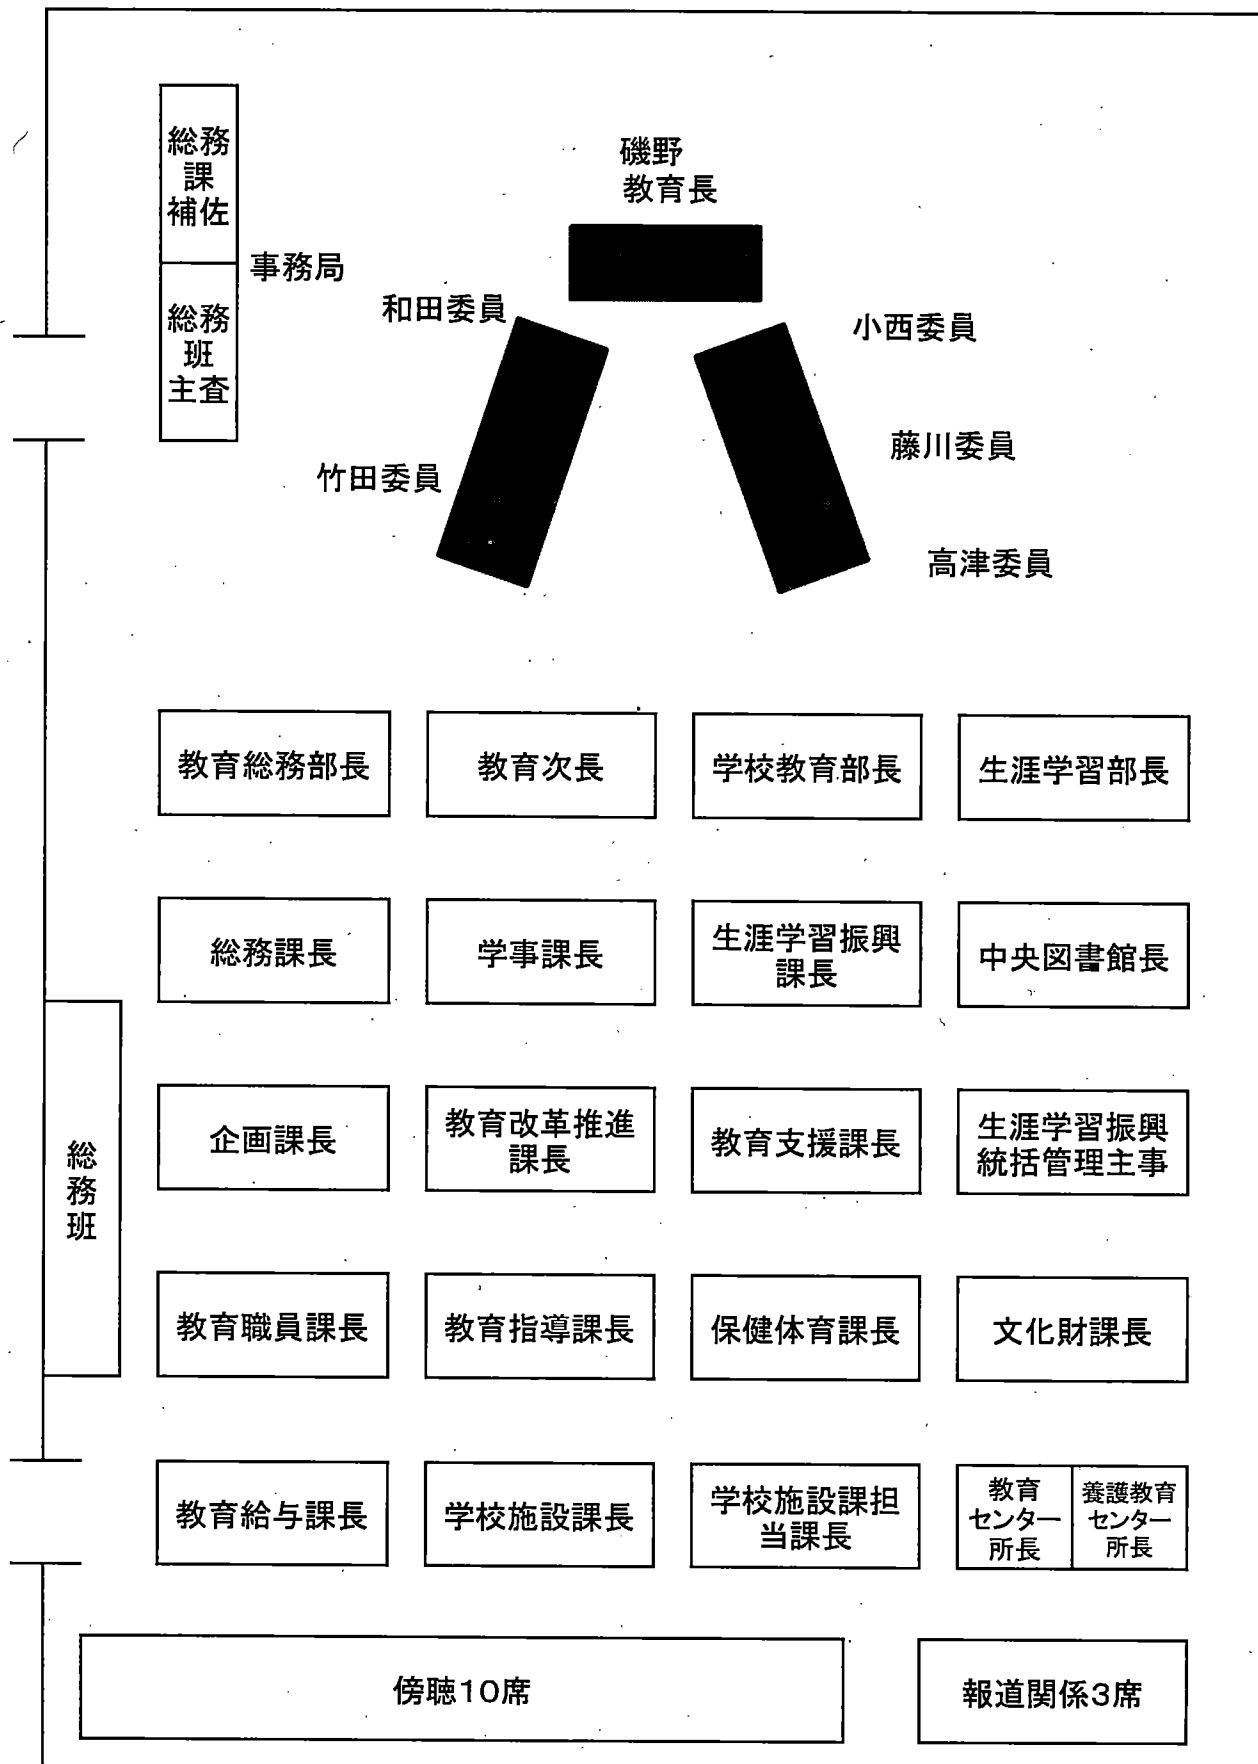 総務
課
補佐
総務
班
主査
事務局
磯野
教育長
和田委員
竹田委員
小西委員
藤川委員
高津委員
教育総務部長
教育次長
学校教育部長
生涯学習部長
総務課長
学事課長
生涯学習振興
課長
中央図書館長
総
務
班
企画課長
教育改革推進
課長
教育支援課長
生涯学習振興
統括管理主事
教育職員課長
教育指導課長
保健体育課長
文化財課長
教育給与課長
学校施設課長
学校施設課担
当課長
教育
センター
所長
養護教育
センター
所長
傍聴10席
報道関係3席